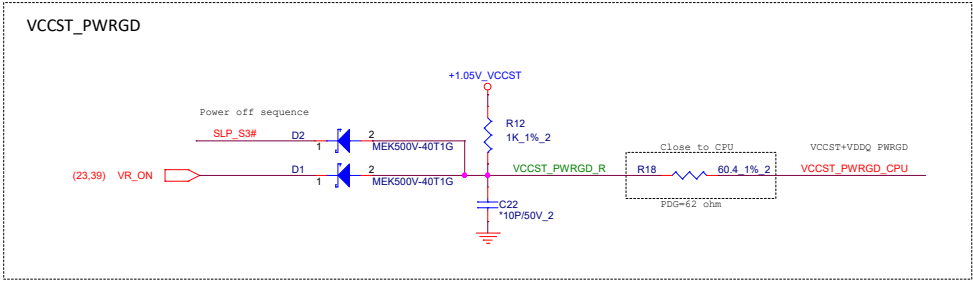 VCCST_PWRGD
+1.05V_VCCST
Power off sequence
R12
1K_1%_2
SLP_S3#
D2
1
2
MEK500V-40T1G
Close to CPU
VCCST+VDDQ PWRGD
(23,39)
VR_ON
D1
1
2
MEK500V-40T1G
VCCST_PWRGD_R
R18
60.4_1%_2
VCCST_PWRGD_CPU
C22
*10P/50V_2
PDG=62 ohm